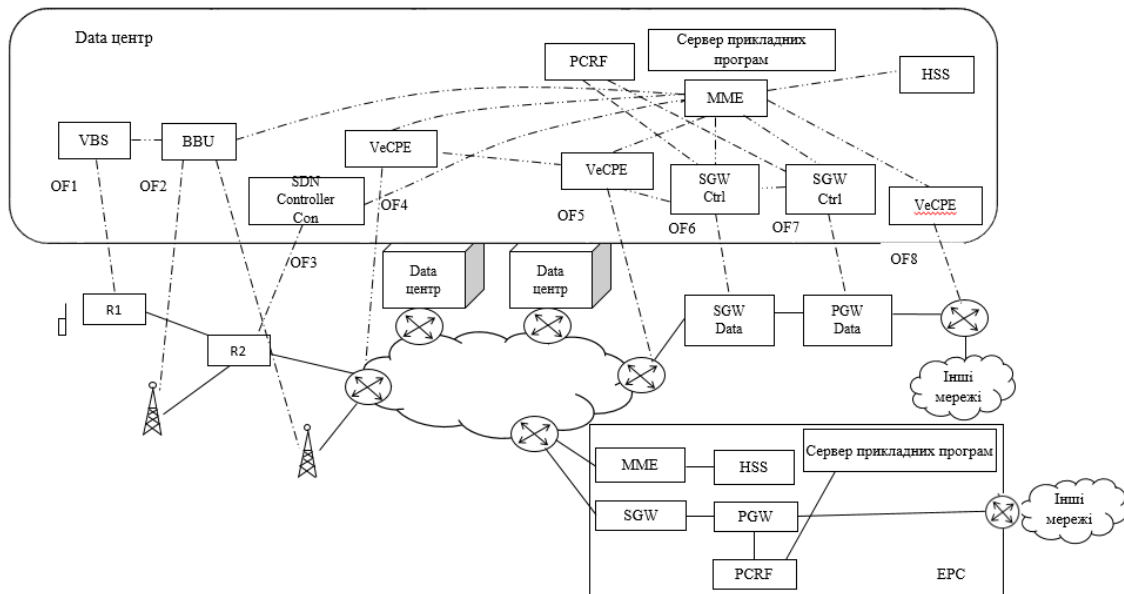 Data центр
Сервер прикладних
програм
PCRF
HSS
MME
VBS
BBU
VeCPE
VeCPE
SGW
Ctrl
SGW
Ctrl
VeCPE
SDN
Controller
Con
OF1
OF2
OF3
OF4
OF5
OF6
OF7
OF8
Data
центр
Data
центр
R1
R2
SGW
Data
PGW
Data
Інші
мережі
MME
HSS
Сервер прикладних програм
SGW
PGW
PCRF
EPC
Інші
мережі